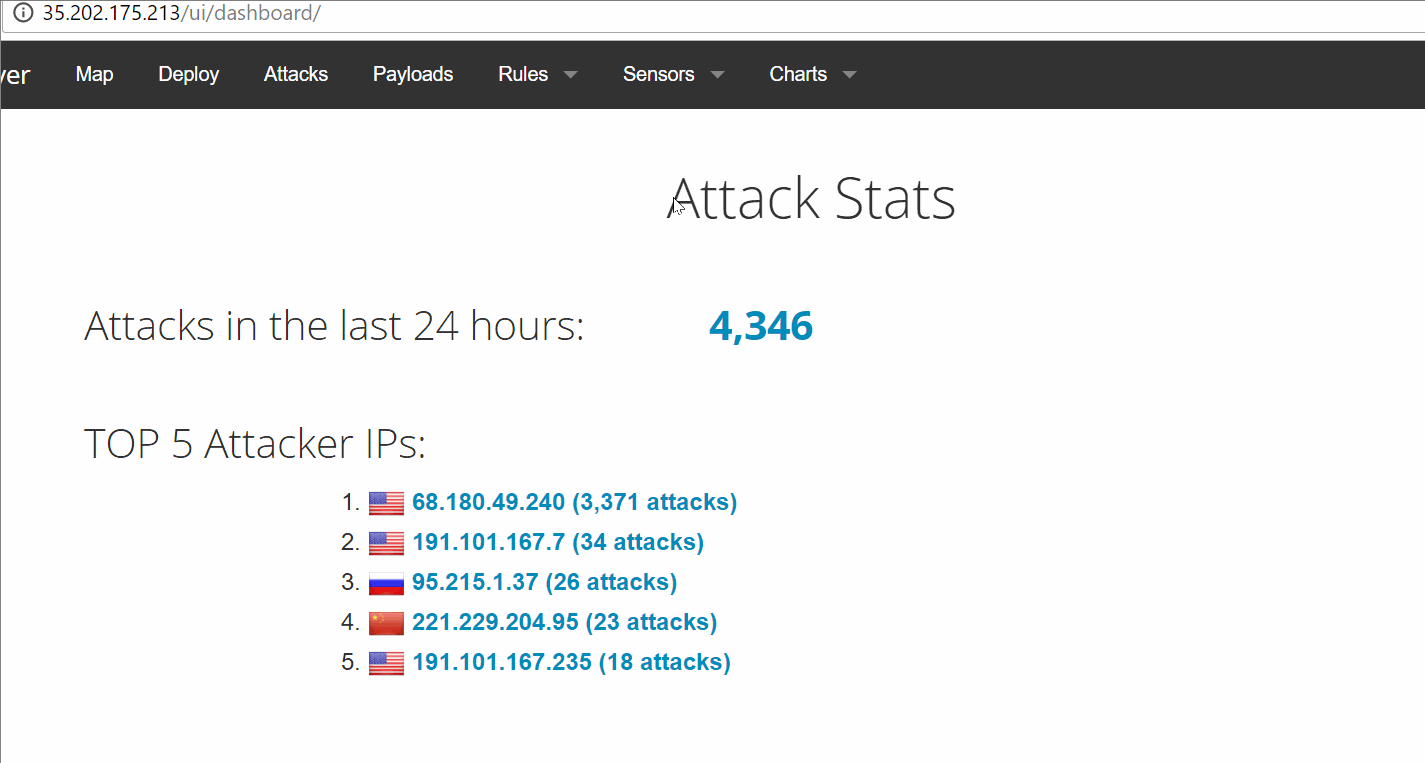 35.202.175.213/ui/dashboard/
ver Map Deploy Attacks Payloads Rules Sensors Charts
Attack Stats
Attacks in the last 24 hours: 4,346
TOP 5 Attacker IPs:
1. 68.180.49.240 (3,371 attacks)
2. 191.101.167.7 (34 attacks)
3. 95.215.1.37 (26 attacks)
4. 221.229.204.95 (23 attacks)
5. 191.101.167.235 (18 attacks)